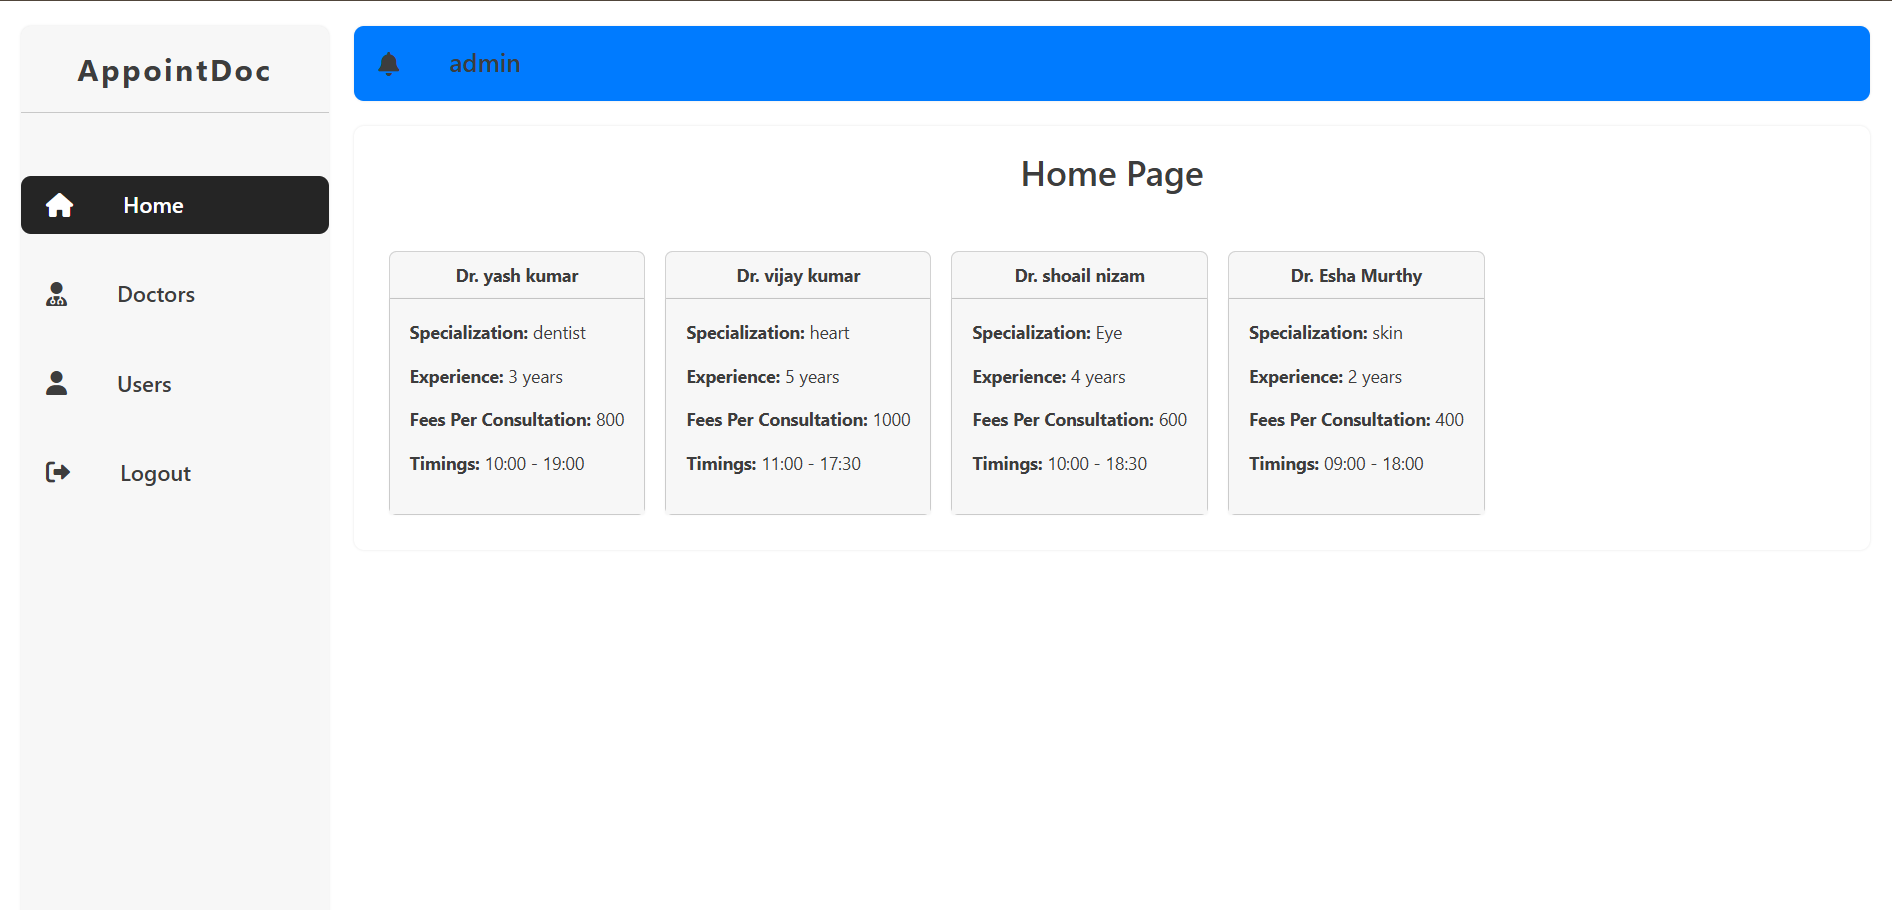 AppointDoc
Home
Doctors
Users
Logout
admin
Home Page
Dr. yash kumar
Specialization: dentist
Experience: 3 years
Fees Per Consultation: 800
Timings: 10:00 - 19:00
Dr. vijay kumar
Specialization: heart
Experience: 5 years
Fees Per Consultation: 1000
Timings: 11:00 - 17:30
Dr. shoail nizam
Specialization: Eye
Experience: 4 years
Fees Per Consultation: 600
Timings: 10:00 - 18:30
Dr. Esha Murthy
Specialization: skin
Experience: 2 years
Fees Per Consultation: 400
Timings: 09:00 - 18:00